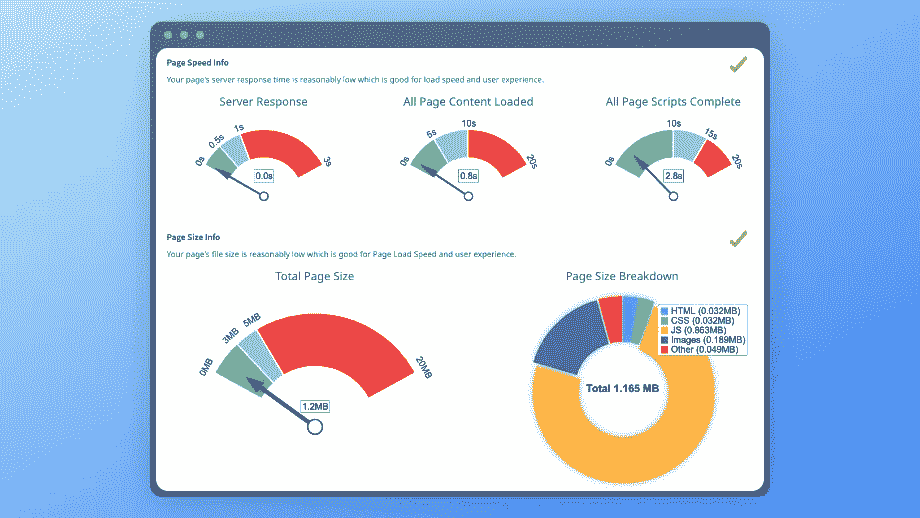 Page Speed Info
Your page's server response time is reasonably low which is good for load speed and user experience.
Server Response
All Page Content Loaded
All Page Scripts Complete
0s 0.5s 1s 3s
0.0s
0s 5s 10s 20s
0.8s
0s 10s 15s 20s
2.8s
Page Size Info
Your page's file size is reasonably low which is good for Page Load Speed and user experience.
Total Page Size
0MB 3MB 5MB 20MB
1.2MB
Page Size Breakdown
HTML (0.032MB)
CSS (0.032MB)
JS (0.863MB)
Images (0.189MB)
Other (0.049MB)
Total 1.165 MB